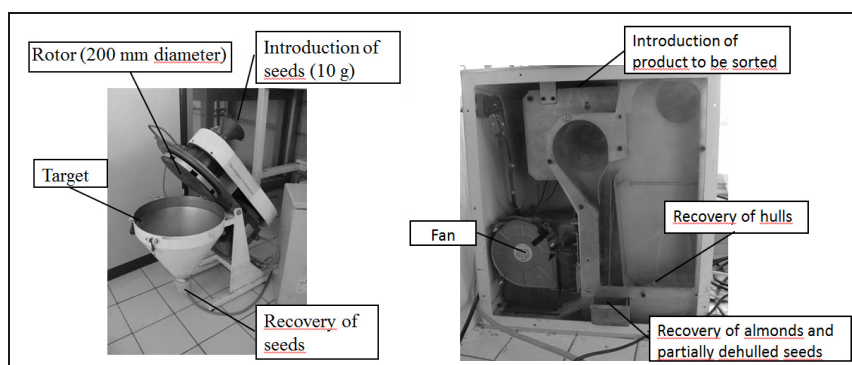 Rotor (200 mm diameter)
Introduction of
seeds (10 g)
Target
Recovery of
seeds
Introduction of
product to be sorted
Fan
Recovery of hulls
Recovery of almonds and
partially dehulled seeds